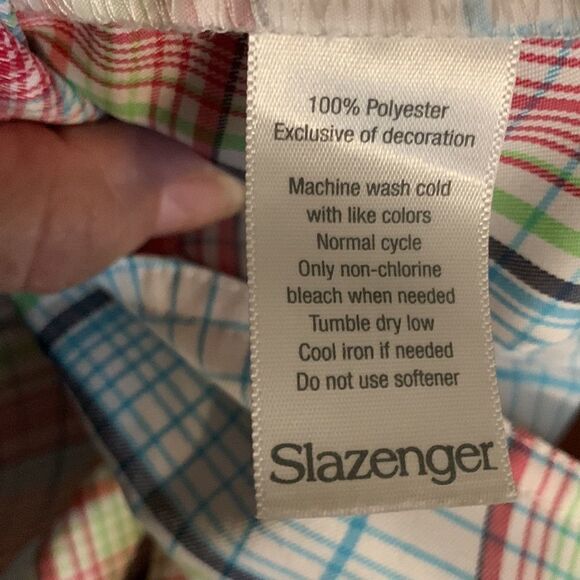 100% Polyester
Exclusive of decoration
Machine wash cold
with like colors
Normal cycle
Only non-chlorine
bleach when needed
Tumble dry low
Cool iron if needed
Do not use softener
Slazenger